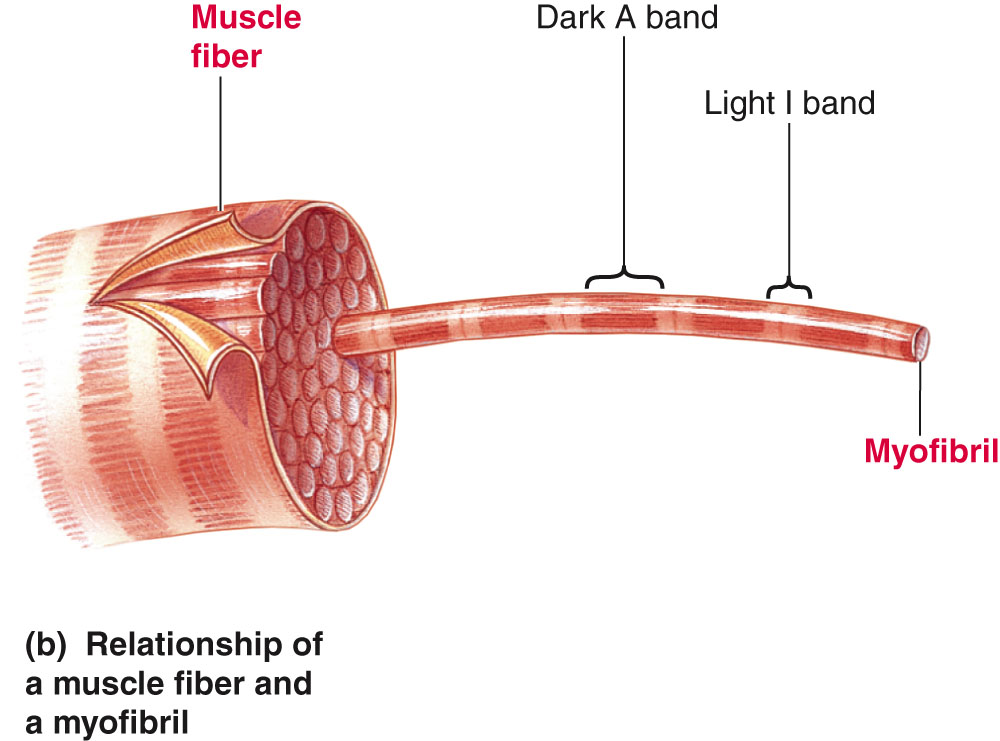 Muscle
fiber
Dark A band
Light I band
Myofibril
(b) Relationship of
a muscle fiber and
a myofibril